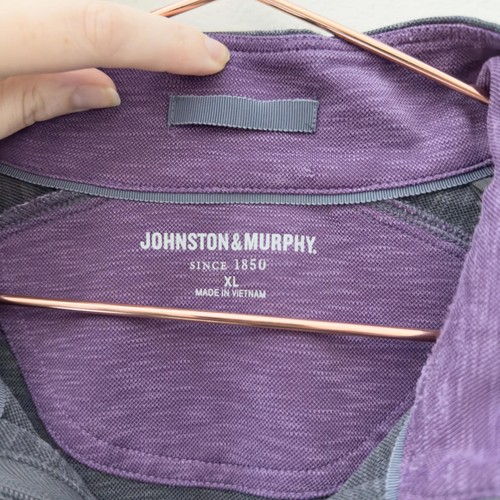 JOHNSTON & MURPHY.
SINCE 1850
XL
MADE IN VIETNAM